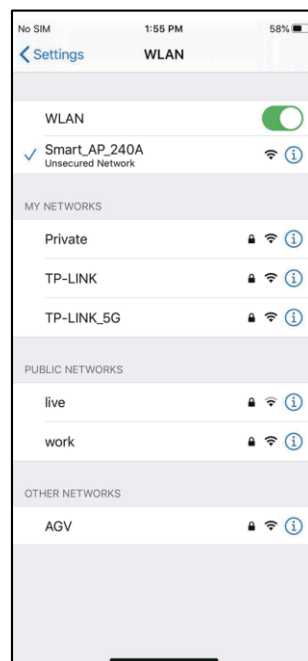 No SIM 1:55 PM 58%
Settings WLAN
WLAN
Smart_AP_240A
Unsecured Network
MY NETWORKS
Private
TP-LINK
TP-LINK_5G
PUBLIC NETWORKS
live
work
OTHER NETWORKS
AGV